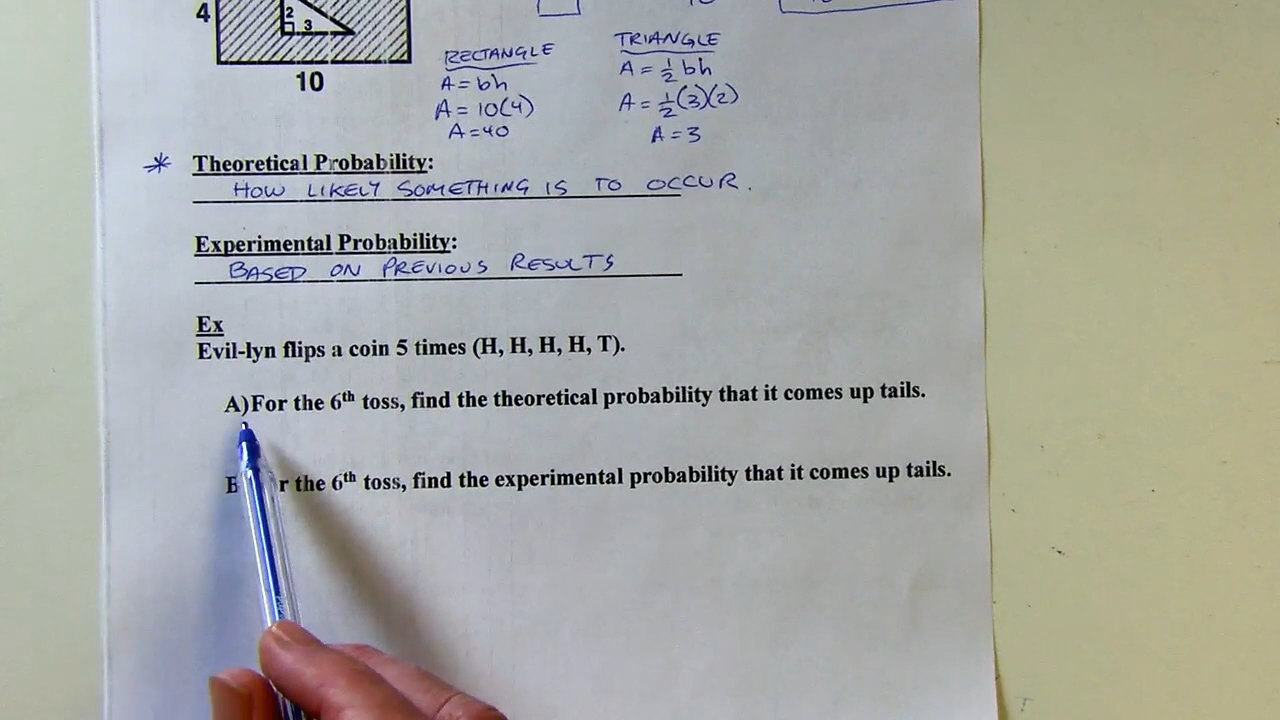 4
2
3
10
RECTANGLE
A = bh
A = 10(4)
A = 40
TRIANGLE
A = 1/2 bh
A = 1/2 (3)(2)
A = 3
* Theoretical Probability:
HOW LIKELY SOMETHING IS TO OCCUR.
Experimental Probability:
BASED ON PREVIOUS RESULTS
Ex
Evil-lyn flips a coin 5 times (H, H, H, H, T).
A)For the 6th toss, find the theoretical probability that it comes up tails.
the 6th toss, find the experimental probability that it comes up tails.